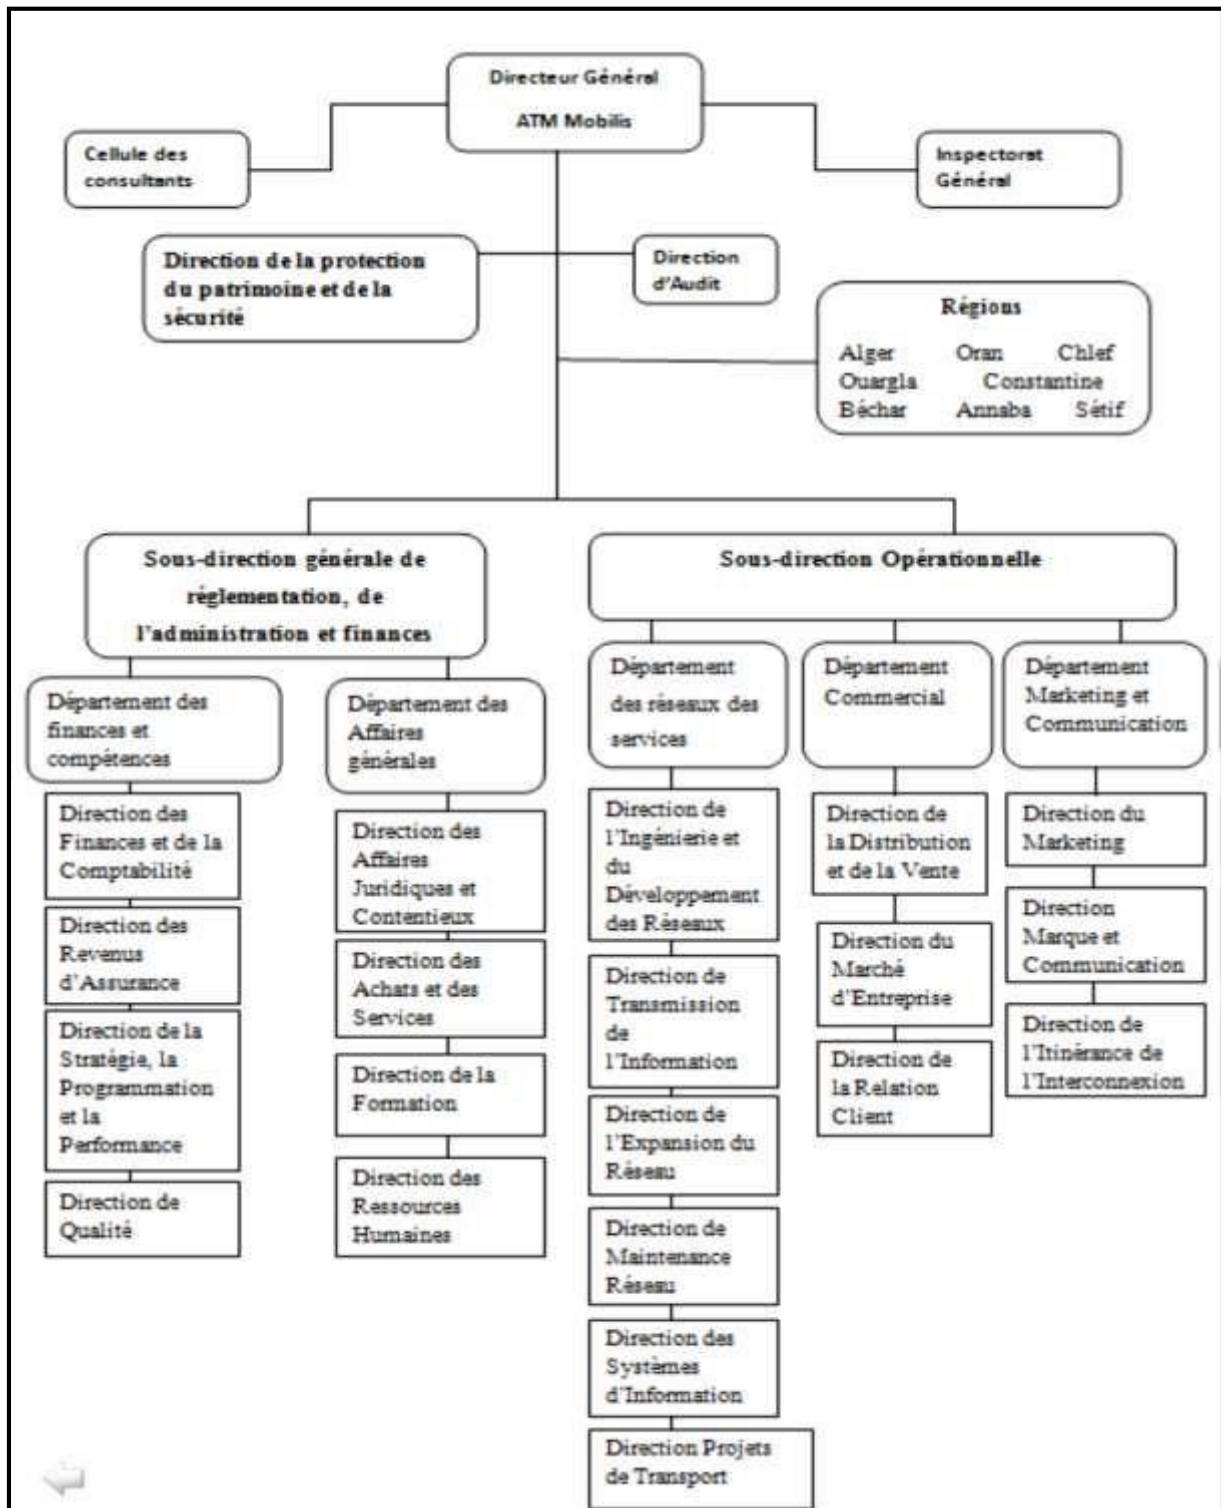 Directeur Général
ATM Mobilis
Cellule des
consultants
Inspectorat
Général
Direction de la protection
du patrimoine et de la
sécurité
Direction
d'Audit
Régions
Alger Oran Chlef
Ouargla Constantine
Béchar Annaba Sétif
Sous-direction générale de
règlementation, de
l'administration et finances
Sous-direction Opérationnelle
Département des
finances et
compétences
Direction des
Finances et de la
Comptabilité
Direction des
Revenus
d'Assurance
Direction de la
Stratégie, la
Programmation
et la
Performance
Direction de
Qualité
Département des
Affaires
générales
Direction des
Affaires
Juridiques et
Contentieux
Direction des
Achats et des
Services
Direction de la
Formation
Direction des
Ressources
Humaines
Département
des réseaux des
services
Direction de
l'Ingénierie et
du
Développement
des Réseaux
Direction de
Transmission
de
l'Information
Direction de
l'Expansion du
Réseau
Direction de
Maintenance
Réseau
Direction des
Systèmes
d'Information
Direction Projets
de Transport
Département
Commercial
Direction de
la Distribution
et de la Vente
Direction du
Marché
d'Entreprise
Direction de
la Relation
Client
Département
Marketing et
Communication
Direction du
Marketing
Direction
Marque et
Communication
Direction de
l'Itinérance de
l'Interconnexion